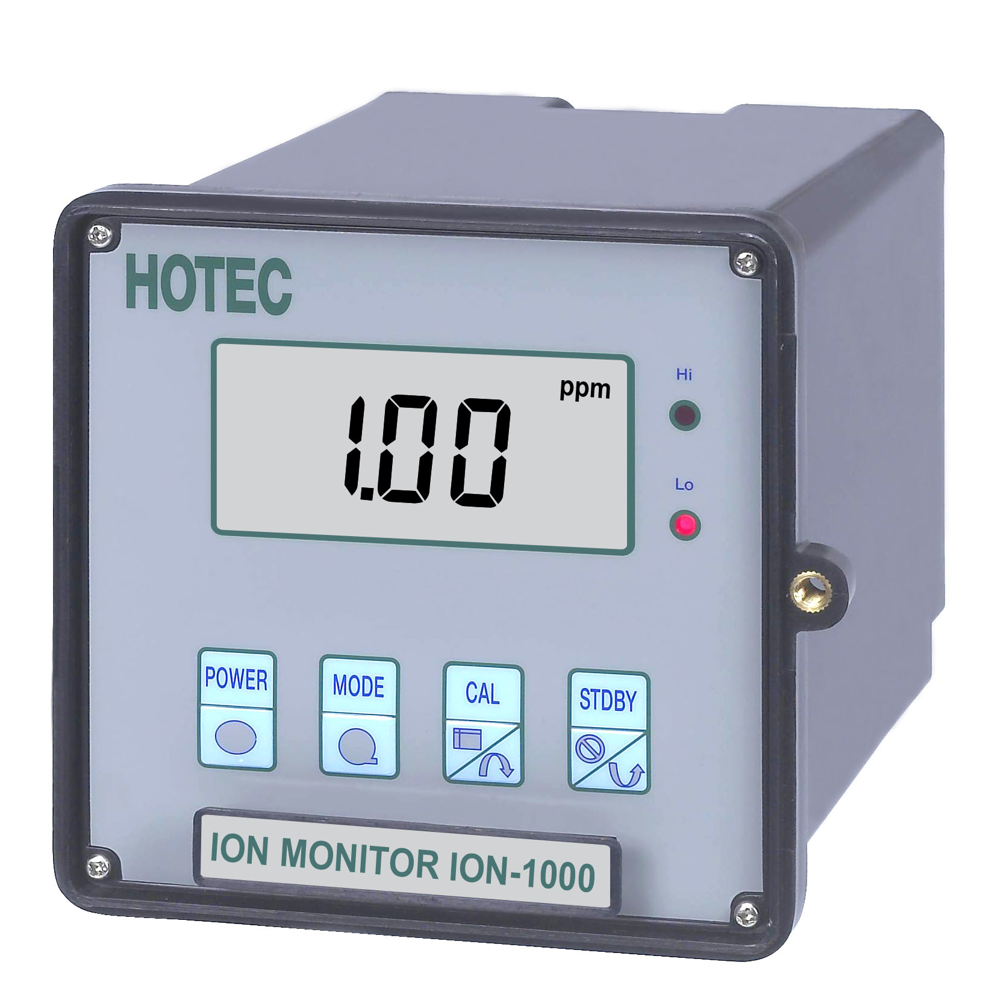 HOTEC
ppm
1.00
Hi
Lo
POWER
MODE
CAL
STDBY
ION MONITOR ION-1000